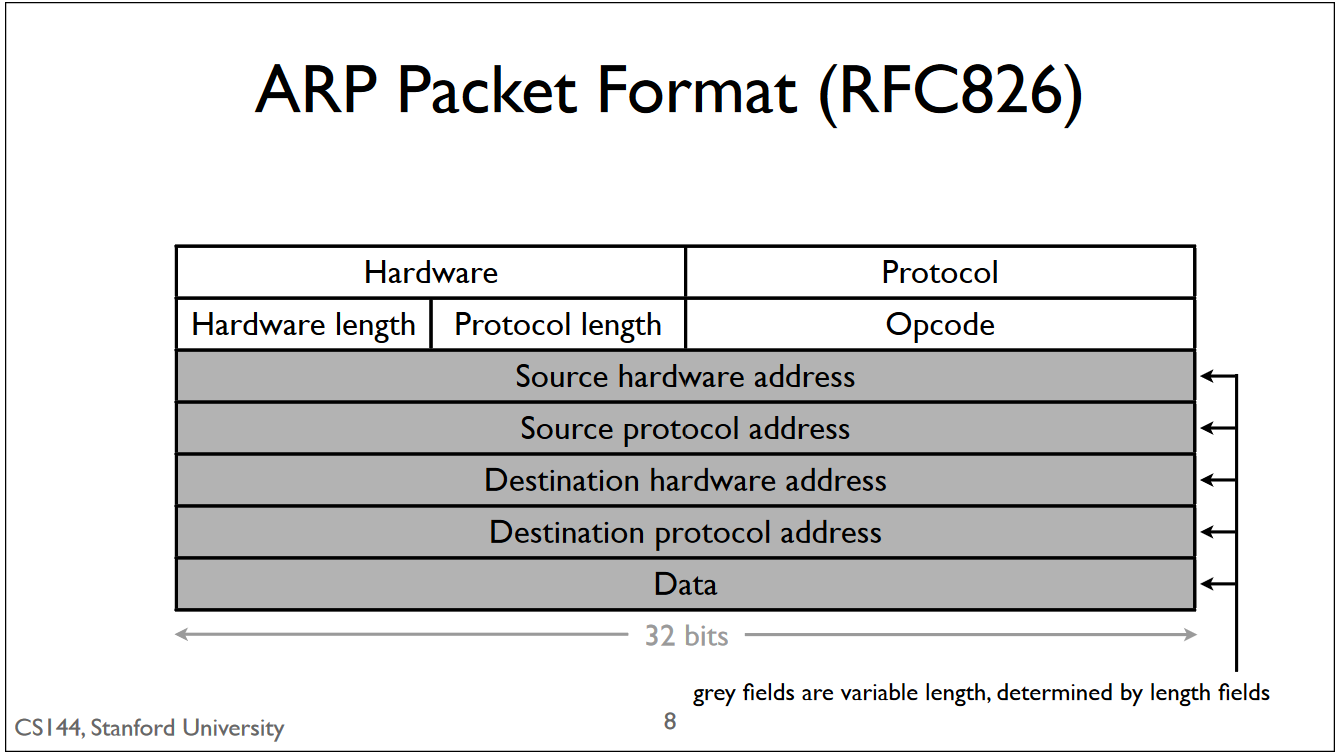 ARP Packet Format (RFC826)
Hardware Protocol
Hardware length Protocol length Opcode
Source hardware address
Source protocol address
Destination hardware address
Destination protocol address
Data
32 bits
grey fields are variable length, determined by length fields
CS144, Stanford University 8